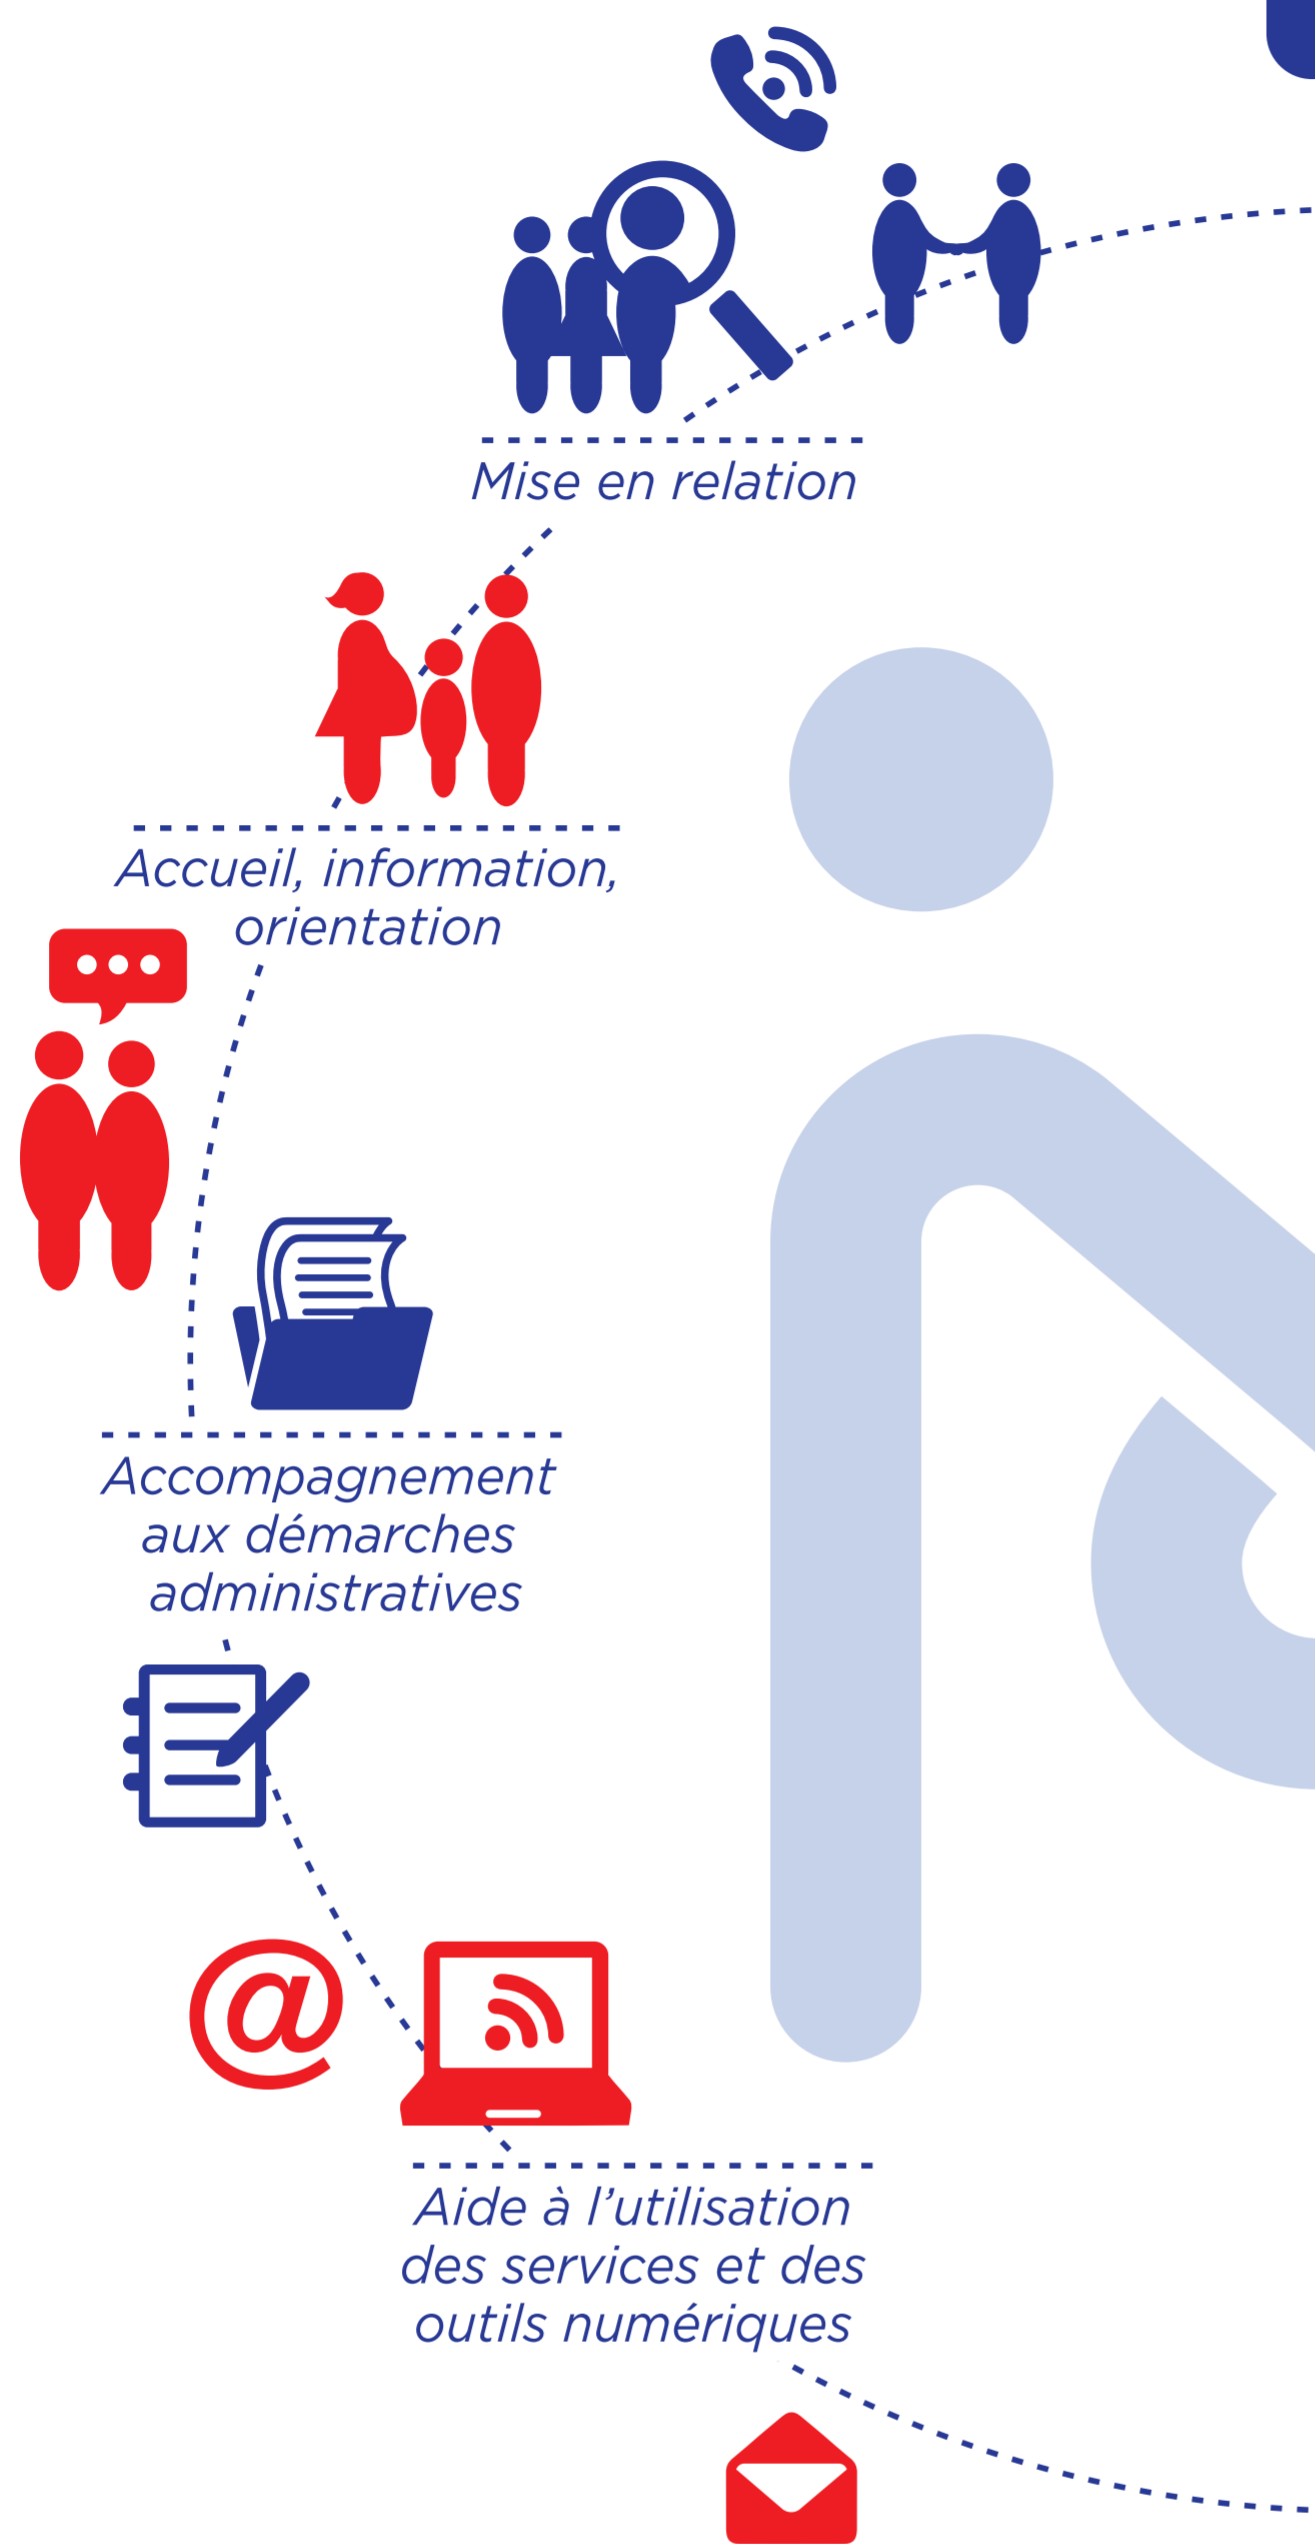 Mise en relation
Accueil, information,
orientation
Accompagnement
aux démarches
administratives
@
Aide à l’utilisation
des services et des
outils numériques